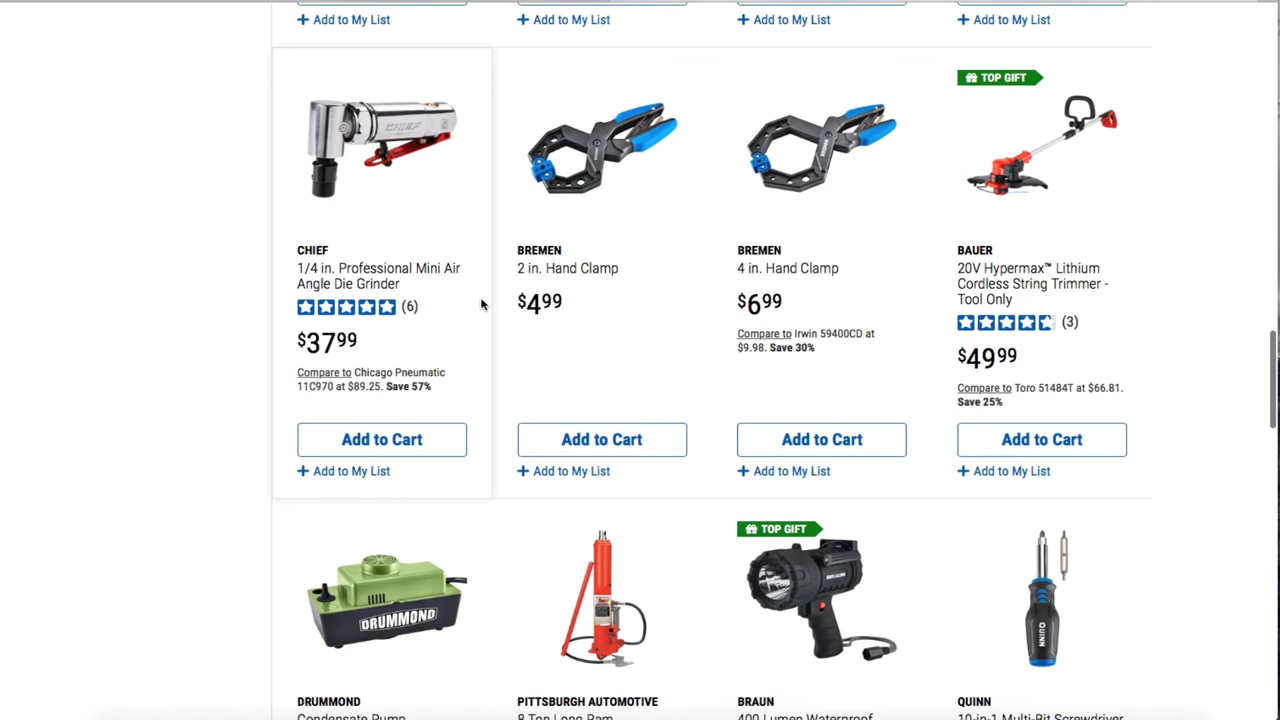 + Add to My List
+ Add to My List
+ Add to My List
+ Add to My List
CHIEF
CHIEF
1/4 in. Professional Mini Air
Angle Die Grinder
(6)
$37 99
Compare to Chicago Pneumatic
11C970 at $89.25. Save 57%
Add to Cart
+ Add to My List
BREMEN
2 in. Hand Clamp
$4 99
Add to Cart
+ Add to My List
BREMEN
4 in. Hand Clamp
$6 99
Compare to Irwin 59400CD at
$9.98. Save 30%
Add to Cart
+ Add to My List
TOP GIFT
BAUER
20V Hypermax™ Lithium
Cordless String Trimmer -
Tool Only
(3)
$49 99
Compare to Toro 51484T at $66.81.
Save 25%
Add to Cart
+ Add to My List
DRUMMOND
DRUMMOND
Condensate Pump
PITTSBURGH AUTOMOTIVE
8 Ton Long Ram
TOP GIFT
BRAUN
BRAUN
400 Lumen Waterproof
QUINN
QUINN
10-in-1 Multi-Bit Screwdriver